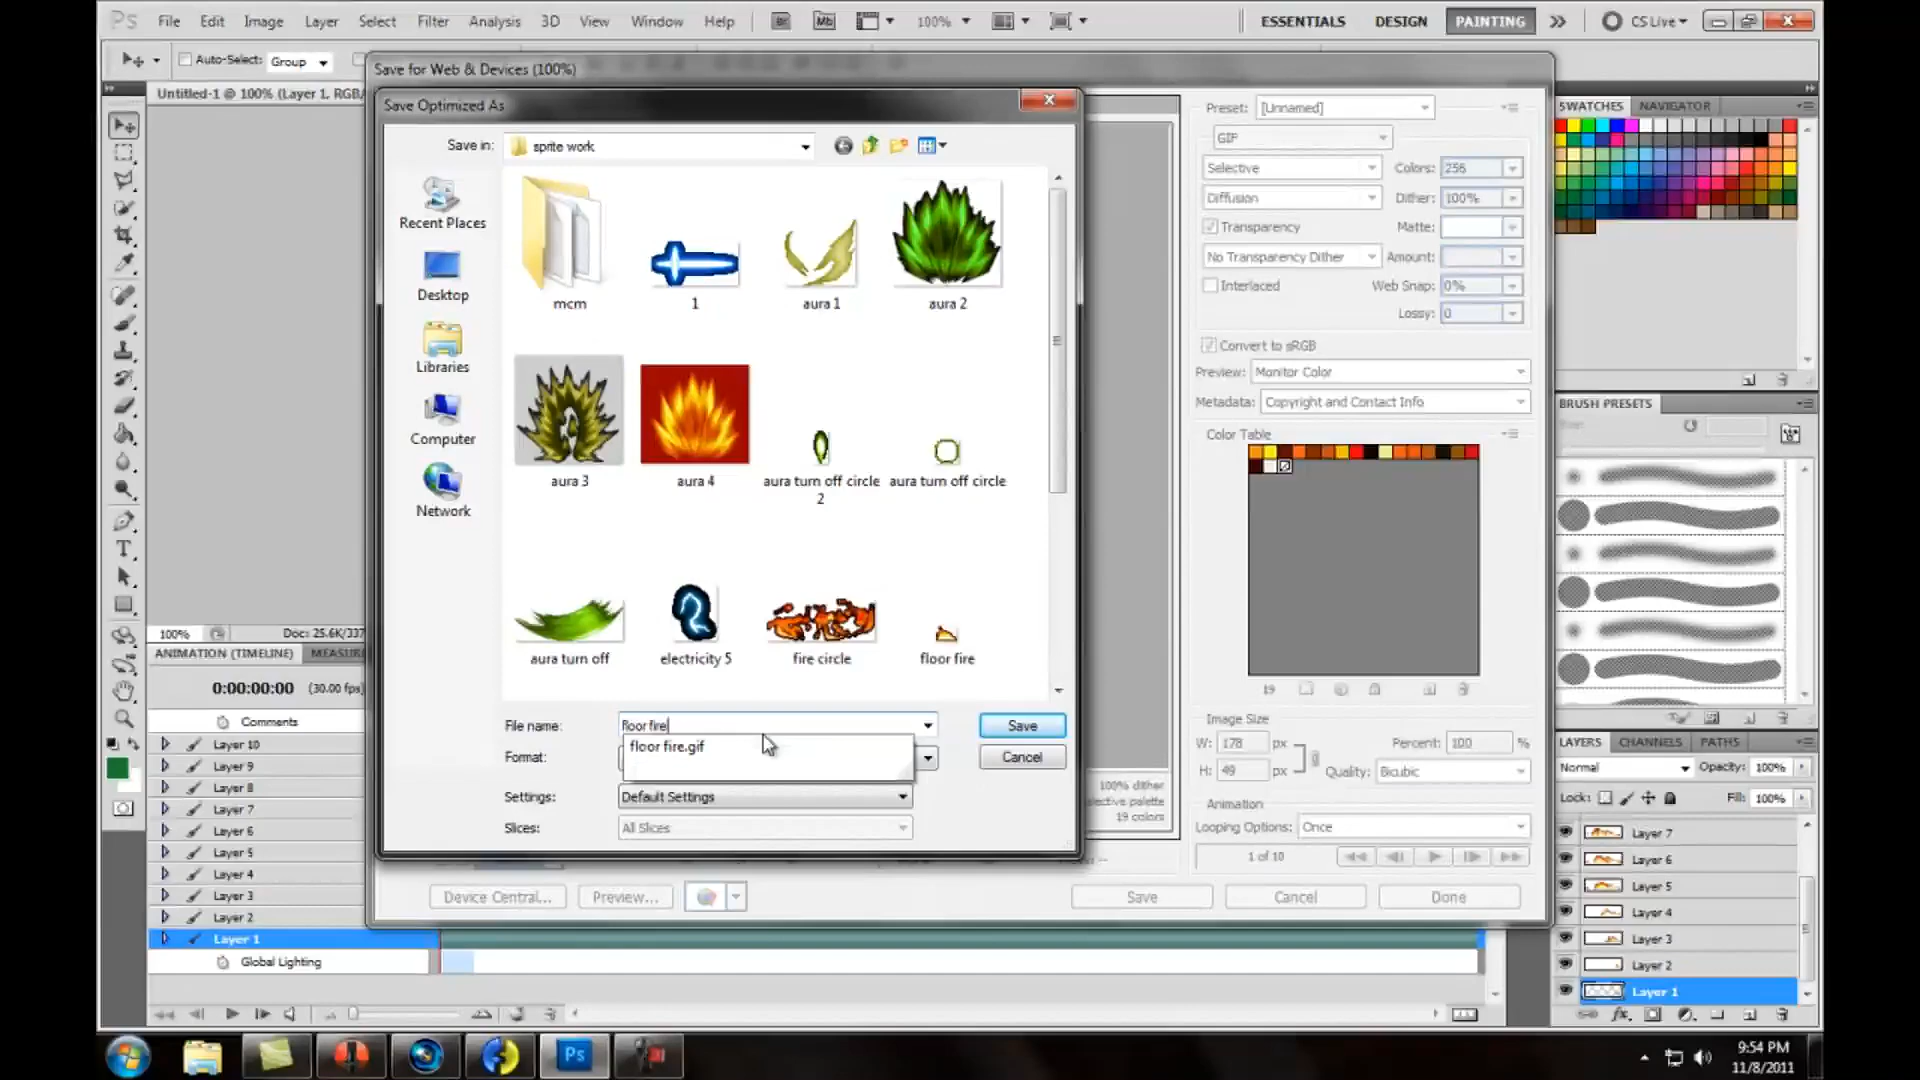 Ps File Edit Image Layer Select Filter Analysis 3D View Window Help Br Mb 100% ESSENTIALS DESIGN PAINTING CS Live
Auto-Select: Group
Save for Web & Devices (100%)
Untitled-1 @ 100% (Layer 1, RGB/
Save Optimized As
Save in: sprite work
Recent Places
Desktop
Libraries
Computer
Network
mcm
1
aura 1
aura 2
aura 3
aura 4
aura turn off circle
2
aura turn off circle
aura turn off
electricity 5
fire circle
floor fire
File name: floor fire
floor fire.gif
Format:
Settings: Default Settings
Slices: All Slices
Save
Cancel
Preset: [Unnamed]
GIF
Selective Colors: 256
Diffusion Dither: 100%
Transparency Matte:
No Transparency Dither Amount:
Interlaced Web Snap: 0%
Lossy: 0
Convert to sRGB
Preview: Monitor Color
Metadata: Copyright and Contact Info
Color Table
19
Image Size
W: 178 px Percent: 100 %
H: 49 px Quality: Bicubic
Animation
Looping Options: Once
1 of 10
100% dither
elective palette
19 colors
Device Central... Preview... Save Cancel Done
SWATCHES NAVIGATOR
BRUSH PRESETS
LAYERS CHANNELS PATHS
Normal Opacity: 100%
Lock: Fill: 100%
Layer 7
Layer 6
Layer 5
Layer 4
Layer 3
Layer 2
Layer 1
100% Doc: 25.6K/337
ANIMATION (TIMELINE) MEASURE
0:00:00:00 (30.00 fps)
Comments
Layer 10
Layer 9
Layer 8
Layer 7
Layer 6
Layer 5
Layer 4
Layer 3
Layer 2
Layer 1
Global Lighting
Ps
9:54 PM
11/8/2011